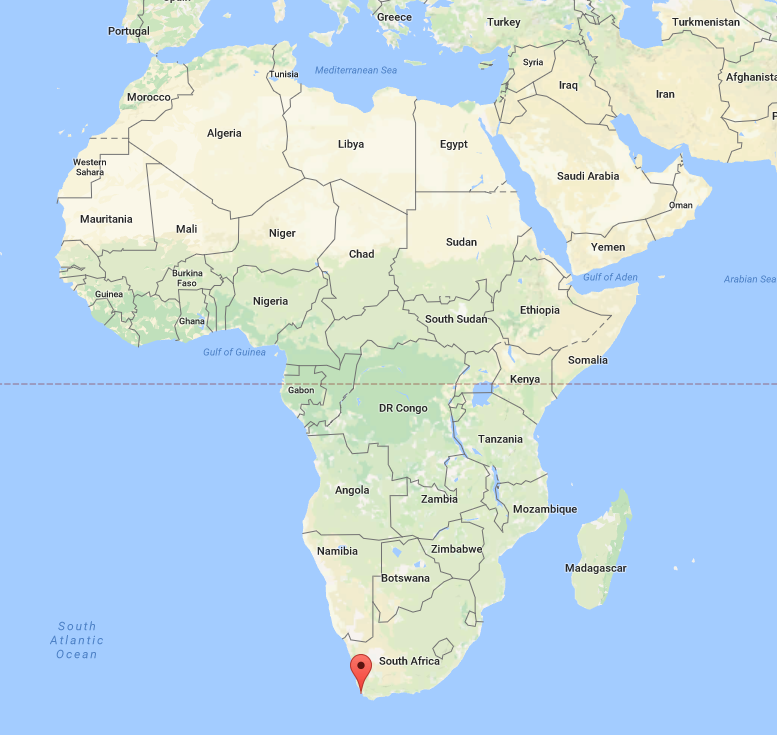 Spain
Greece
Turkey
Turkmenistan
Portugal
Tunisia
Mediterranean Sea
Syria
Iraq
Iran
Afghanista
Morocco
Algeria
Libya
Egypt
Western
Sahara
Saudi Arabia
Oman
Mauritania
Mali
Niger
Chad
Sudan
Yemen
Gulf of Aden
Arabian Sea
Burkina
Faso
Guinea
Nigeria
Ghana
South Sudan
Ethiopia
Gulf of Guinea
Somalia
Gabon
DR Congo
Kenya
Tanzania
Angola
Zambia
Mozambique
Namibia
Zimbabwe
Botswana
Madagascar
South
Atlantic
Ocean
South Africa